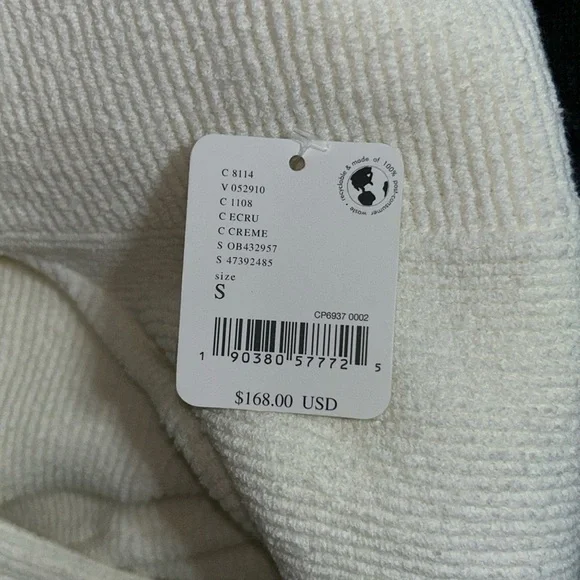 C 8114
V 052910
C 1108
C ECRU
C CREME
S OB432957
S 47392485
size
S
recyclable & made of 100% post-consumer waste •
CP6937 0002
1 90380 57772 5
$168.00 USD